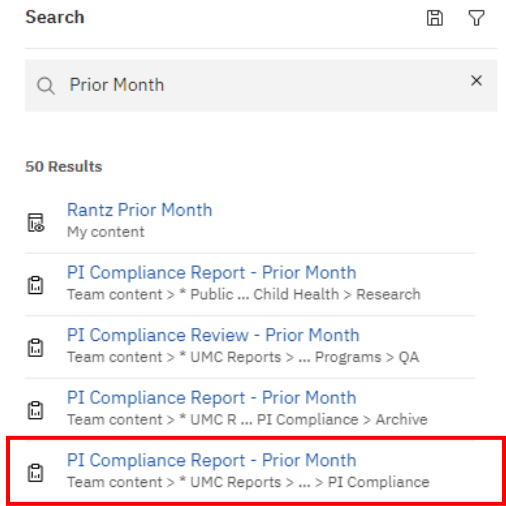 Search
Prior Month
50 Results
Rantz Prior Month
My content
PI Compliance Report - Prior Month
Team content > * Public ... Child Health > Research
PI Compliance Review - Prior Month
Team content > * UMC Reports > ... Programs > QA
PI Compliance Report - Prior Month
Team content > * UMC R ... PI Compliance > Archive
PI Compliance Report - Prior Month
Team content > * UMC Reports > ... > PI Compliance